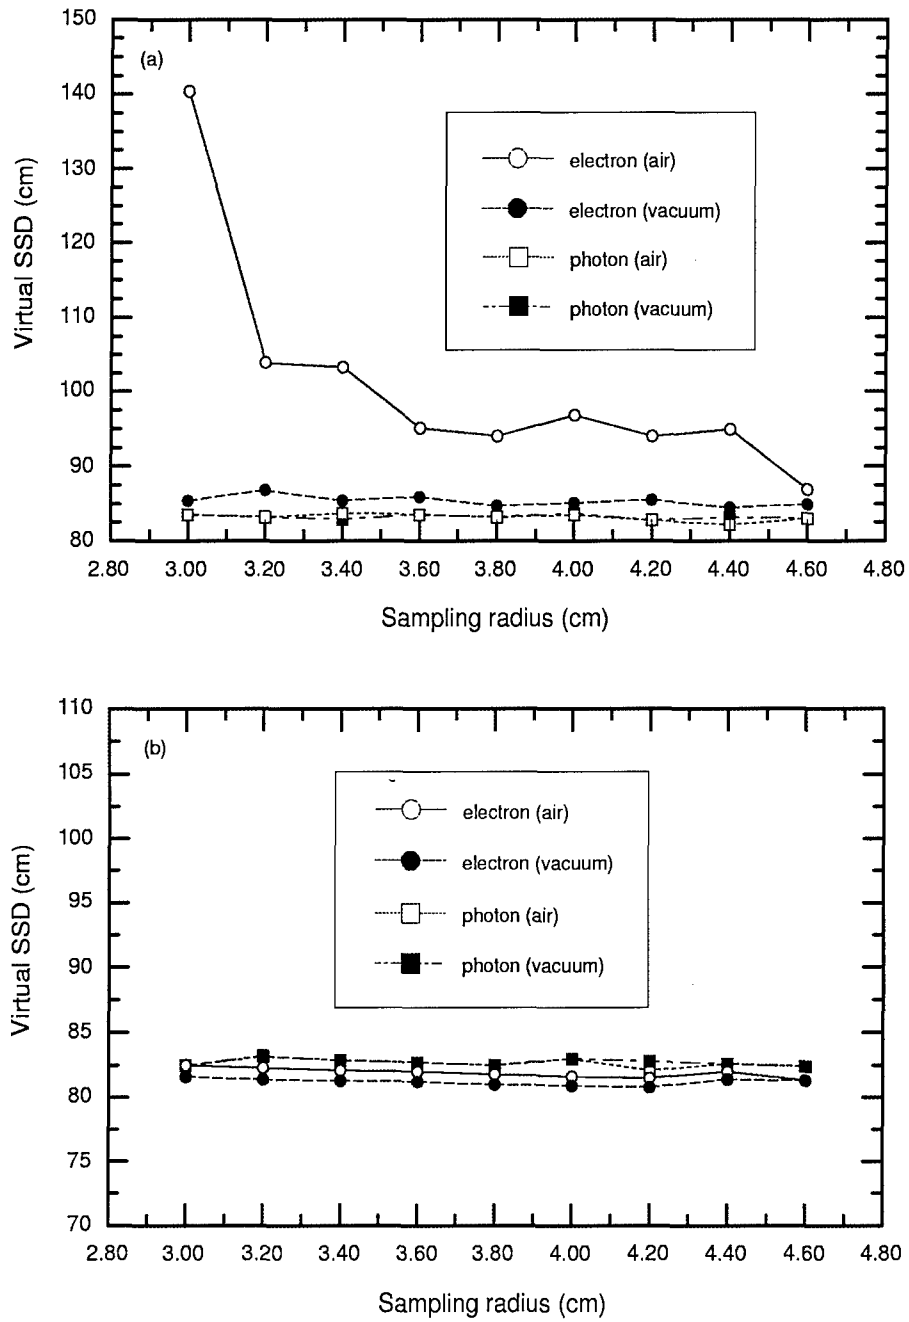 150
140
130
120
110
100
90
80
Virtual SSD (cm)
(a)
electron (air)
electron (vacuum)
photon (air)
photon (vacuum)
2.80 3.00 3.20 3.40 3.60 3.80 4.00 4.20 4.40 4.60 4.80
Sampling radius (cm)
110
105
100
95
90
85
80
75
70
Virtual SSD (cm)
(b)
electron (air)
electron (vacuum)
photon (air)
photon (vacuum)
2.80 3.00 3.20 3.40 3.60 3.80 4.00 4.20 4.40 4.60 4.80
Sampling radius (cm)